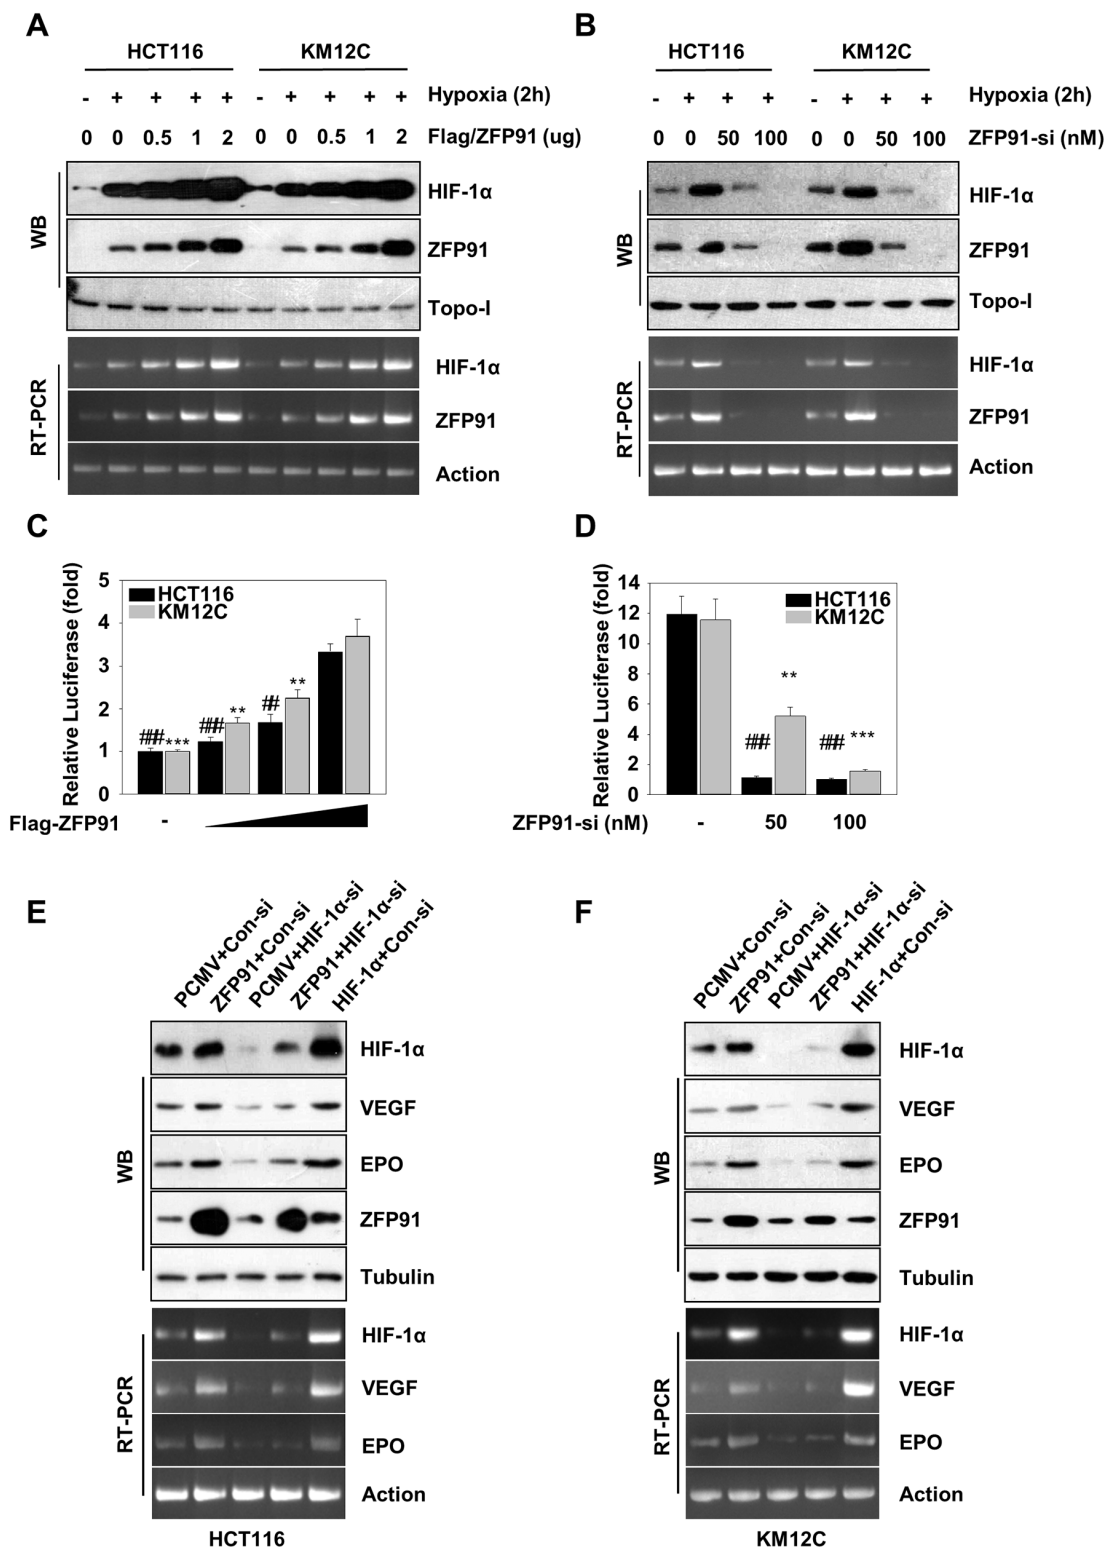 A
HCT116 KM12C
- + + + + - + + + + Hypoxia (2h)
0 0 0.5 1 2 0 0 0.5 1 2 Flag/ZFP91 (ug)
WB
HIF-1α
ZFP91
Topo-I
RT-PCR
HIF-1α
ZFP91
Action
B
HCT116 KM12C
- + + + - + + + Hypoxia (2h)
0 0 50 100 0 0 50 100 ZFP91-si (nM)
WB
HIF-1α
ZFP91
Topo-I
RT-PCR
HIF-1α
ZFP91
Action
C
Relative Luciferase (fold)
5
4
3
2
1
0
HCT116
KM12C
### *** ### ** ## **
Flag-ZFP91 -
D
Relative Luciferase (fold)
14
12
10
8
6
4
2
0
HCT116
KM12C
### ** ### ***
ZFP91-si (nM) - 50 100
E
PCMV+Con-si
ZFP91+Con-si
PCMV+HIF-1α-si
ZFP91+HIF-1α-si
HIF-1α+Con-si
WB
HIF-1α
VEGF
EPO
ZFP91
Tubulin
RT-PCR
HIF-1α
VEGF
EPO
Action
HCT116
F
PCMV+Con-si
ZFP91+Con-si
PCMV+HIF-1α-si
ZFP91+HIF-1α-si
HIF-1α+Con-si
WB
HIF-1α
VEGF
EPO
ZFP91
Tubulin
RT-PCR
HIF-1α
VEGF
EPO
Action
KM12C